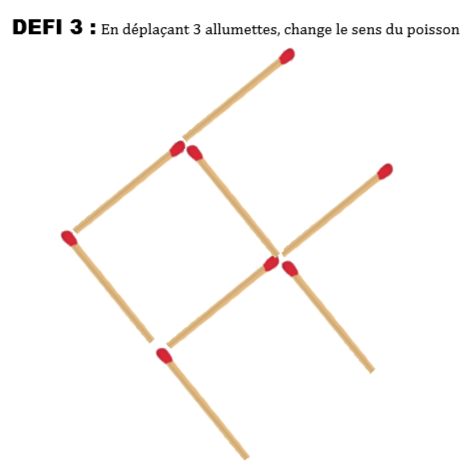 DEFI 3 : En déplaçant 3 allumettes, change le sens du poisson